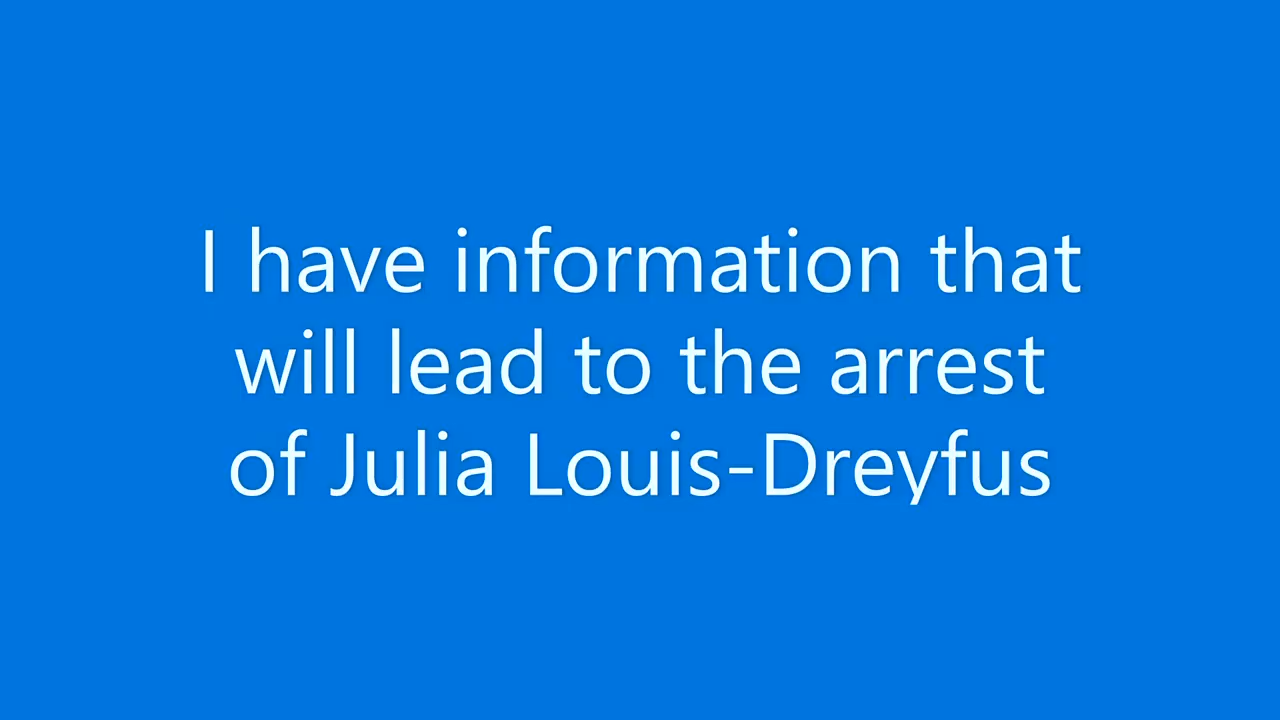 I have information that
will lead to the arrest
of Julia Louis-Dreyfus